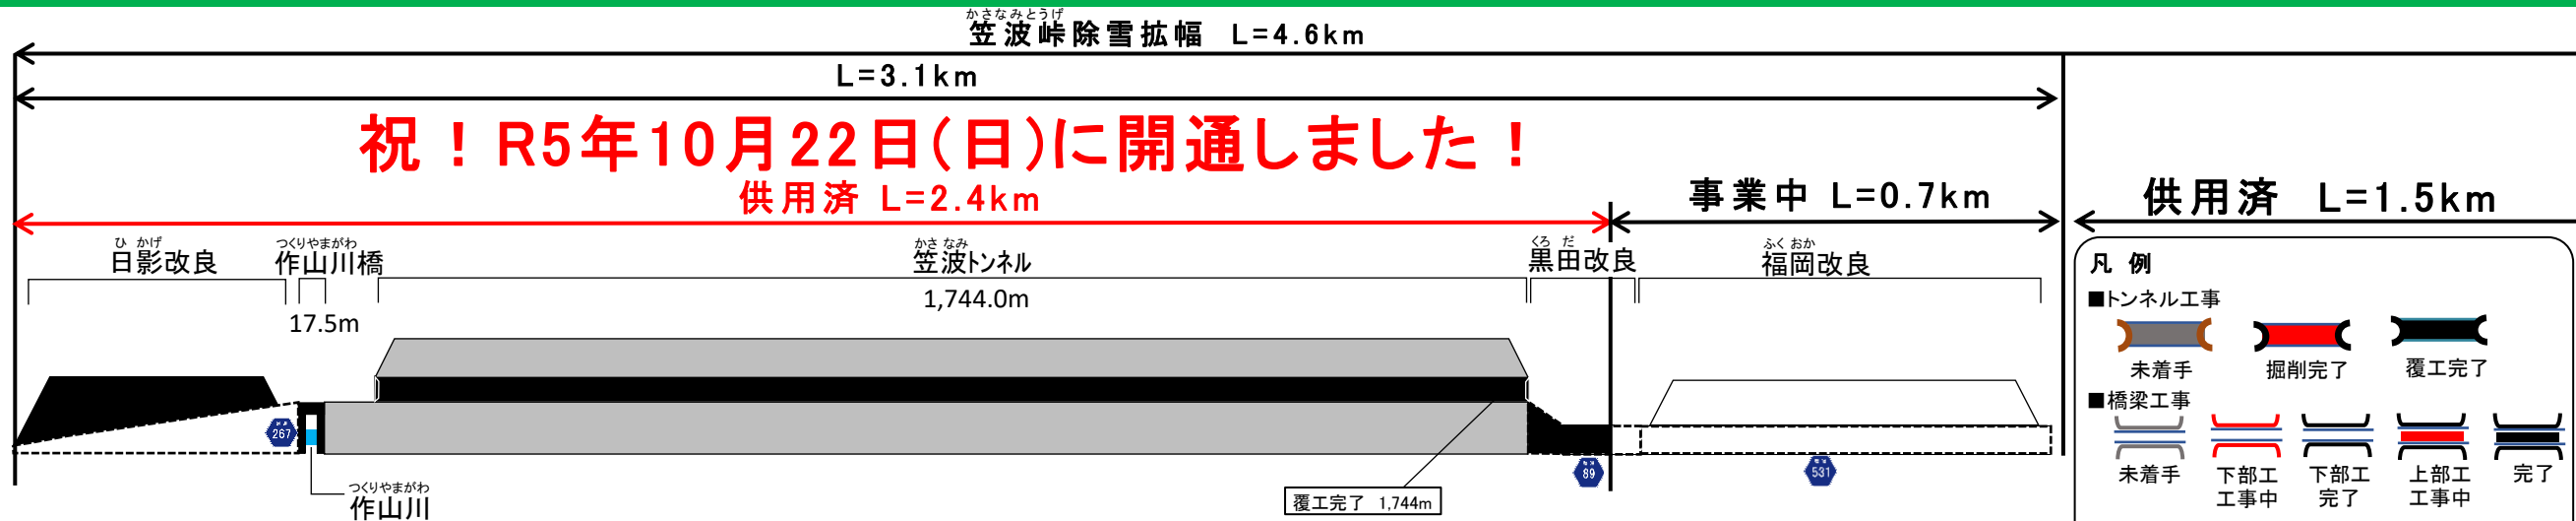 かさなみとうげ
笠波峠除雪拡幅 L=4.6km
L=3.1km
祝！R5年10月22日(日)に開通しました！
供用済 L=2.4km
事業中 L=0.7km
供用済 L=1.5km
ひ かげ
日影改良
つくりやまがわ
作山川橋
17.5m
かさ なみ
笠波トンネル
1,744.0m
くろ だ
黒田改良
ふく おか
福岡改良
267
つくりやまがわ
作山川
覆工完了 1,744m
89
531
凡 例
■トンネル工事
未着手
掘削完了
覆工完了
■橋梁工事
未着手
下部工
工事中
下部工
完了
上部工
工事中
完了